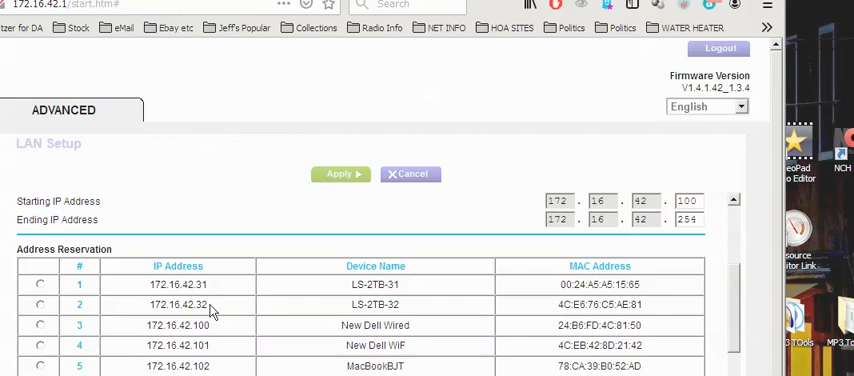 172.16.42.1/start.htm#
Search
tzer for DA Stock eMail Ebay etc Jeff's Popular Collections Radio Info NET INFO HOA SITES Politics Politics WATER HEATER
Logout
Firmware Version
V1.4.1.42_1.3.4
ADVANCED
English
LAN Setup
Apply
Cancel
Starting IP Address 172 . 16 . 42 . 100
Ending IP Address 172 . 16 . 42 . 254
Address Reservation
# IP Address Device Name MAC Address
1 172.16.42.31 LS-2TB-31 00:24:A5:A5:15:65
2 172.16.42.32 LS-2TB-32 4C:E6:76:C5:AE:81
3 172.16.42.100 New Dell Wired 24:B6:FD:4C:81:50
4 172.16.42.101 New Dell WiF 4C:EB:42:8D:21:42
5 172.16.42.102 MacBookBJT 78:CA:39:B0:52:AD
eoPad
o Editor
NCH
source
itor Link
MP3 TOols
MP3.To